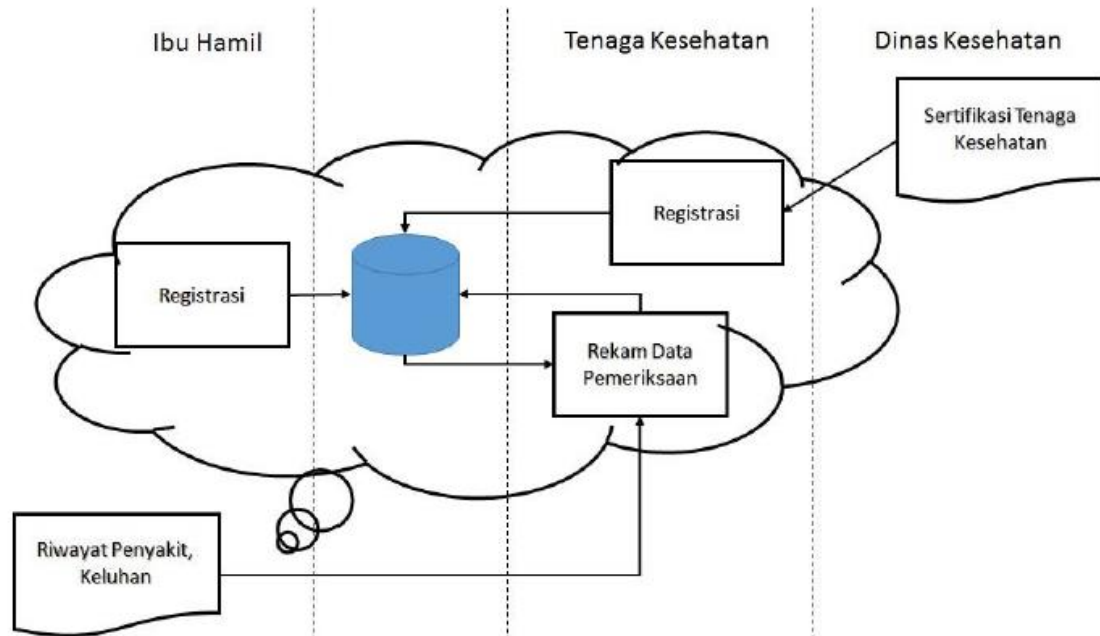 Ibu Hamil
Tenaga Kesehatan
Dinas Kesehatan
Sertifikasi Tenaga
Kesehatan
Registrasi
Registrasi
Rekam Data
Pemeriksaan
Riwayat Penyakit,
Keluhan